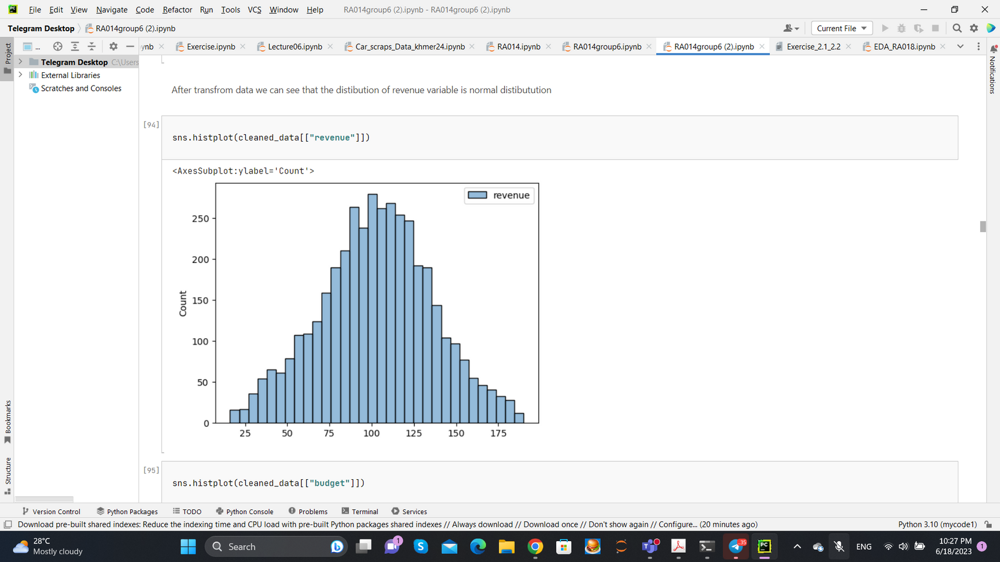 File Edit View Navigate Code Refactor Run Tools VCS Window Help RA014group6 (2).ipynb - RA014group6 (2).ipynb
Telegram Desktop RA014group6 (2).ipynb Current File
... ynb Exercise.ipynb Lecture06.ipynb Car_scraps_Data_khmer24.ipynb RA014.ipynb RA014group6.ipynb RA014group6 (2).ipynb Exercise_2.1_2.2 EDA_RA018.ipynb
Project
Telegram Desktop C:\Users
External Libraries
Scratches and Consoles
Notifications
After transfrom data we can see that the distibution of revenue variable is normal distibutution
[94]
sns.histplot(cleaned_data[["revenue"]])
<AxesSubplot:ylabel='Count'>
revenue
250
200
150
100
50
0
Count
25 50 75 100 125 150 175
[95]
sns.histplot(cleaned_data[["budget"]])
Bookmarks
Structure
Version Control Python Packages TODO Python Console Problems Terminal Services
Download pre-built shared indexes: Reduce the indexing time and CPU load with pre-built Python packages shared indexes // Always download // Download once // Don't show again // Configure... (20 minutes ago) Python 3.10 (mycode1)
28°C
Mostly cloudy
Search
1
35
PC
ENG
10:27 PM
6/18/2023
1